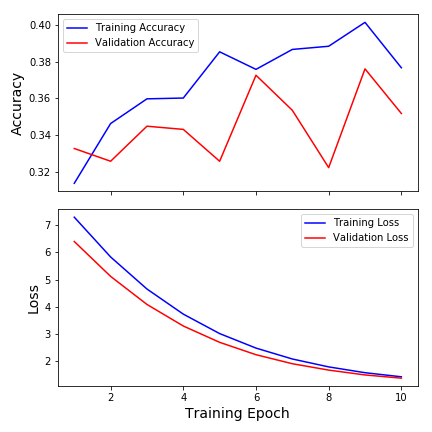 0.40
0.38
0.36
0.34
0.32
Accuracy
Training Accuracy
Validation Accuracy
7
6
5
4
3
2
Loss
Training Loss
Validation Loss
2 4 6 8 10
Training Epoch